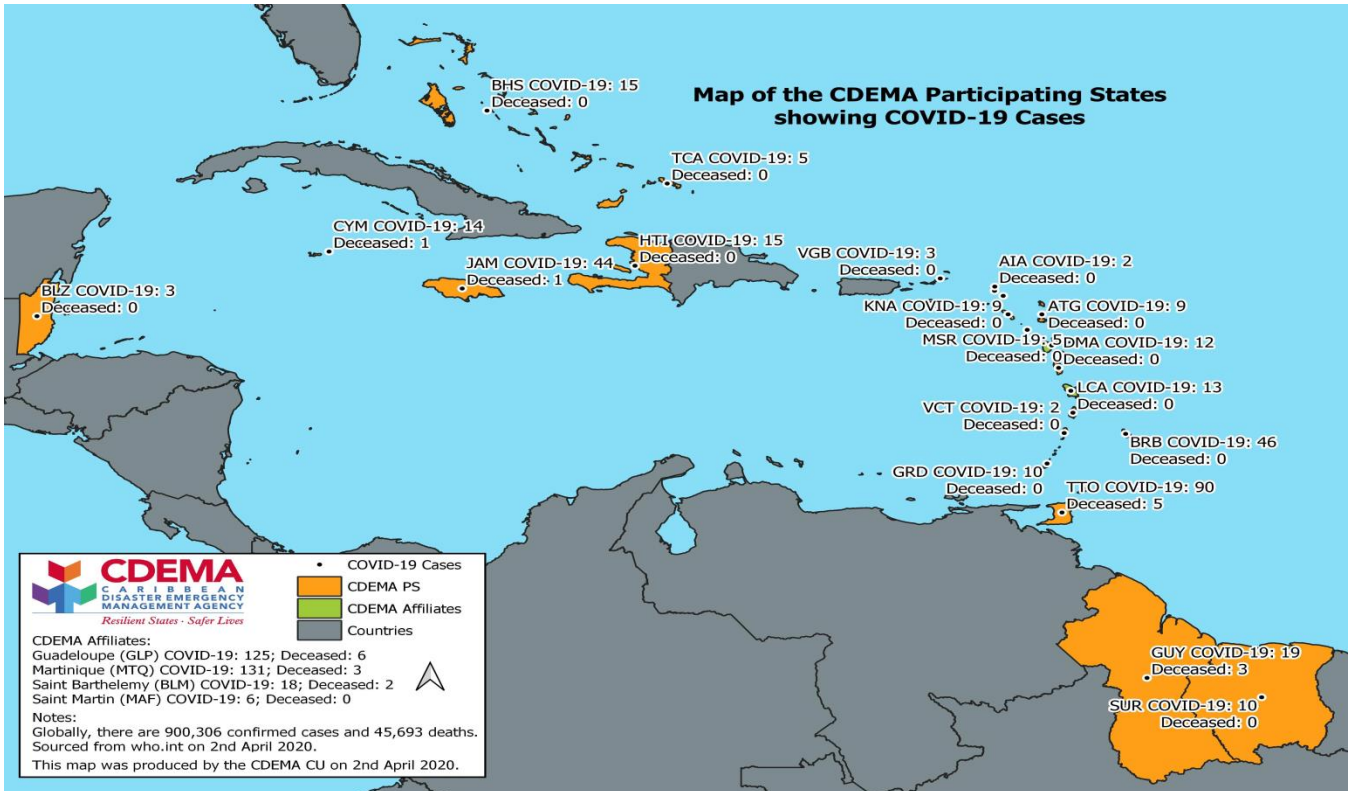 Map of the CDEMA Participating States
showing COVID-19 Cases
BHS COVID-19: 15
Deceased: 0
TCA COVID-19: 5
Deceased: 0
CYM COVID-19: 14
Deceased: 1
JAM COVID-19: 44
Deceased: 1
HTI COVID-19: 15
Deceased: 0
VGB COVID-19: 3
Deceased: 0
AIA COVID-19: 2
Deceased: 0
BLZ COVID-19: 3
Deceased: 0
KNA COVID-19: 9
Deceased: 0
ATG COVID-19: 9
Deceased: 0
MSR COVID-19: 5
Deceased: 0
DMA COVID-19: 12
Deceased: 0
LCA COVID-19: 13
Deceased: 0
VCT COVID-19: 2
Deceased: 0
BRB COVID-19: 46
Deceased: 0
GRD COVID-19: 10
Deceased: 0
TTO COVID-19: 90
Deceased: 5
GUY COVID-19: 19
Deceased: 3
SUR COVID-19: 10
Deceased: 0
CDEMA
CARIBBEAN
DISASTER EMERGENCY
MANAGEMENT AGENCY
Resilient States · Safer Lives
COVID-19 Cases
CDEMA PS
CDEMA Affiliates
Countries
CDEMA Affiliates:
Guadeloupe (GLP) COVID-19: 125; Deceased: 6
Martinique (MTQ) COVID-19: 131; Deceased: 3
Saint Barthelemy (BLM) COVID-19: 18; Deceased: 2
Saint Martin (MAF) COVID-19: 6; Deceased: 0
Notes:
Globally, there are 900,306 confirmed cases and 45,693 deaths.
Sourced from who.int on 2nd April 2020.
This map was produced by the CDEMA CU on 2nd April 2020.